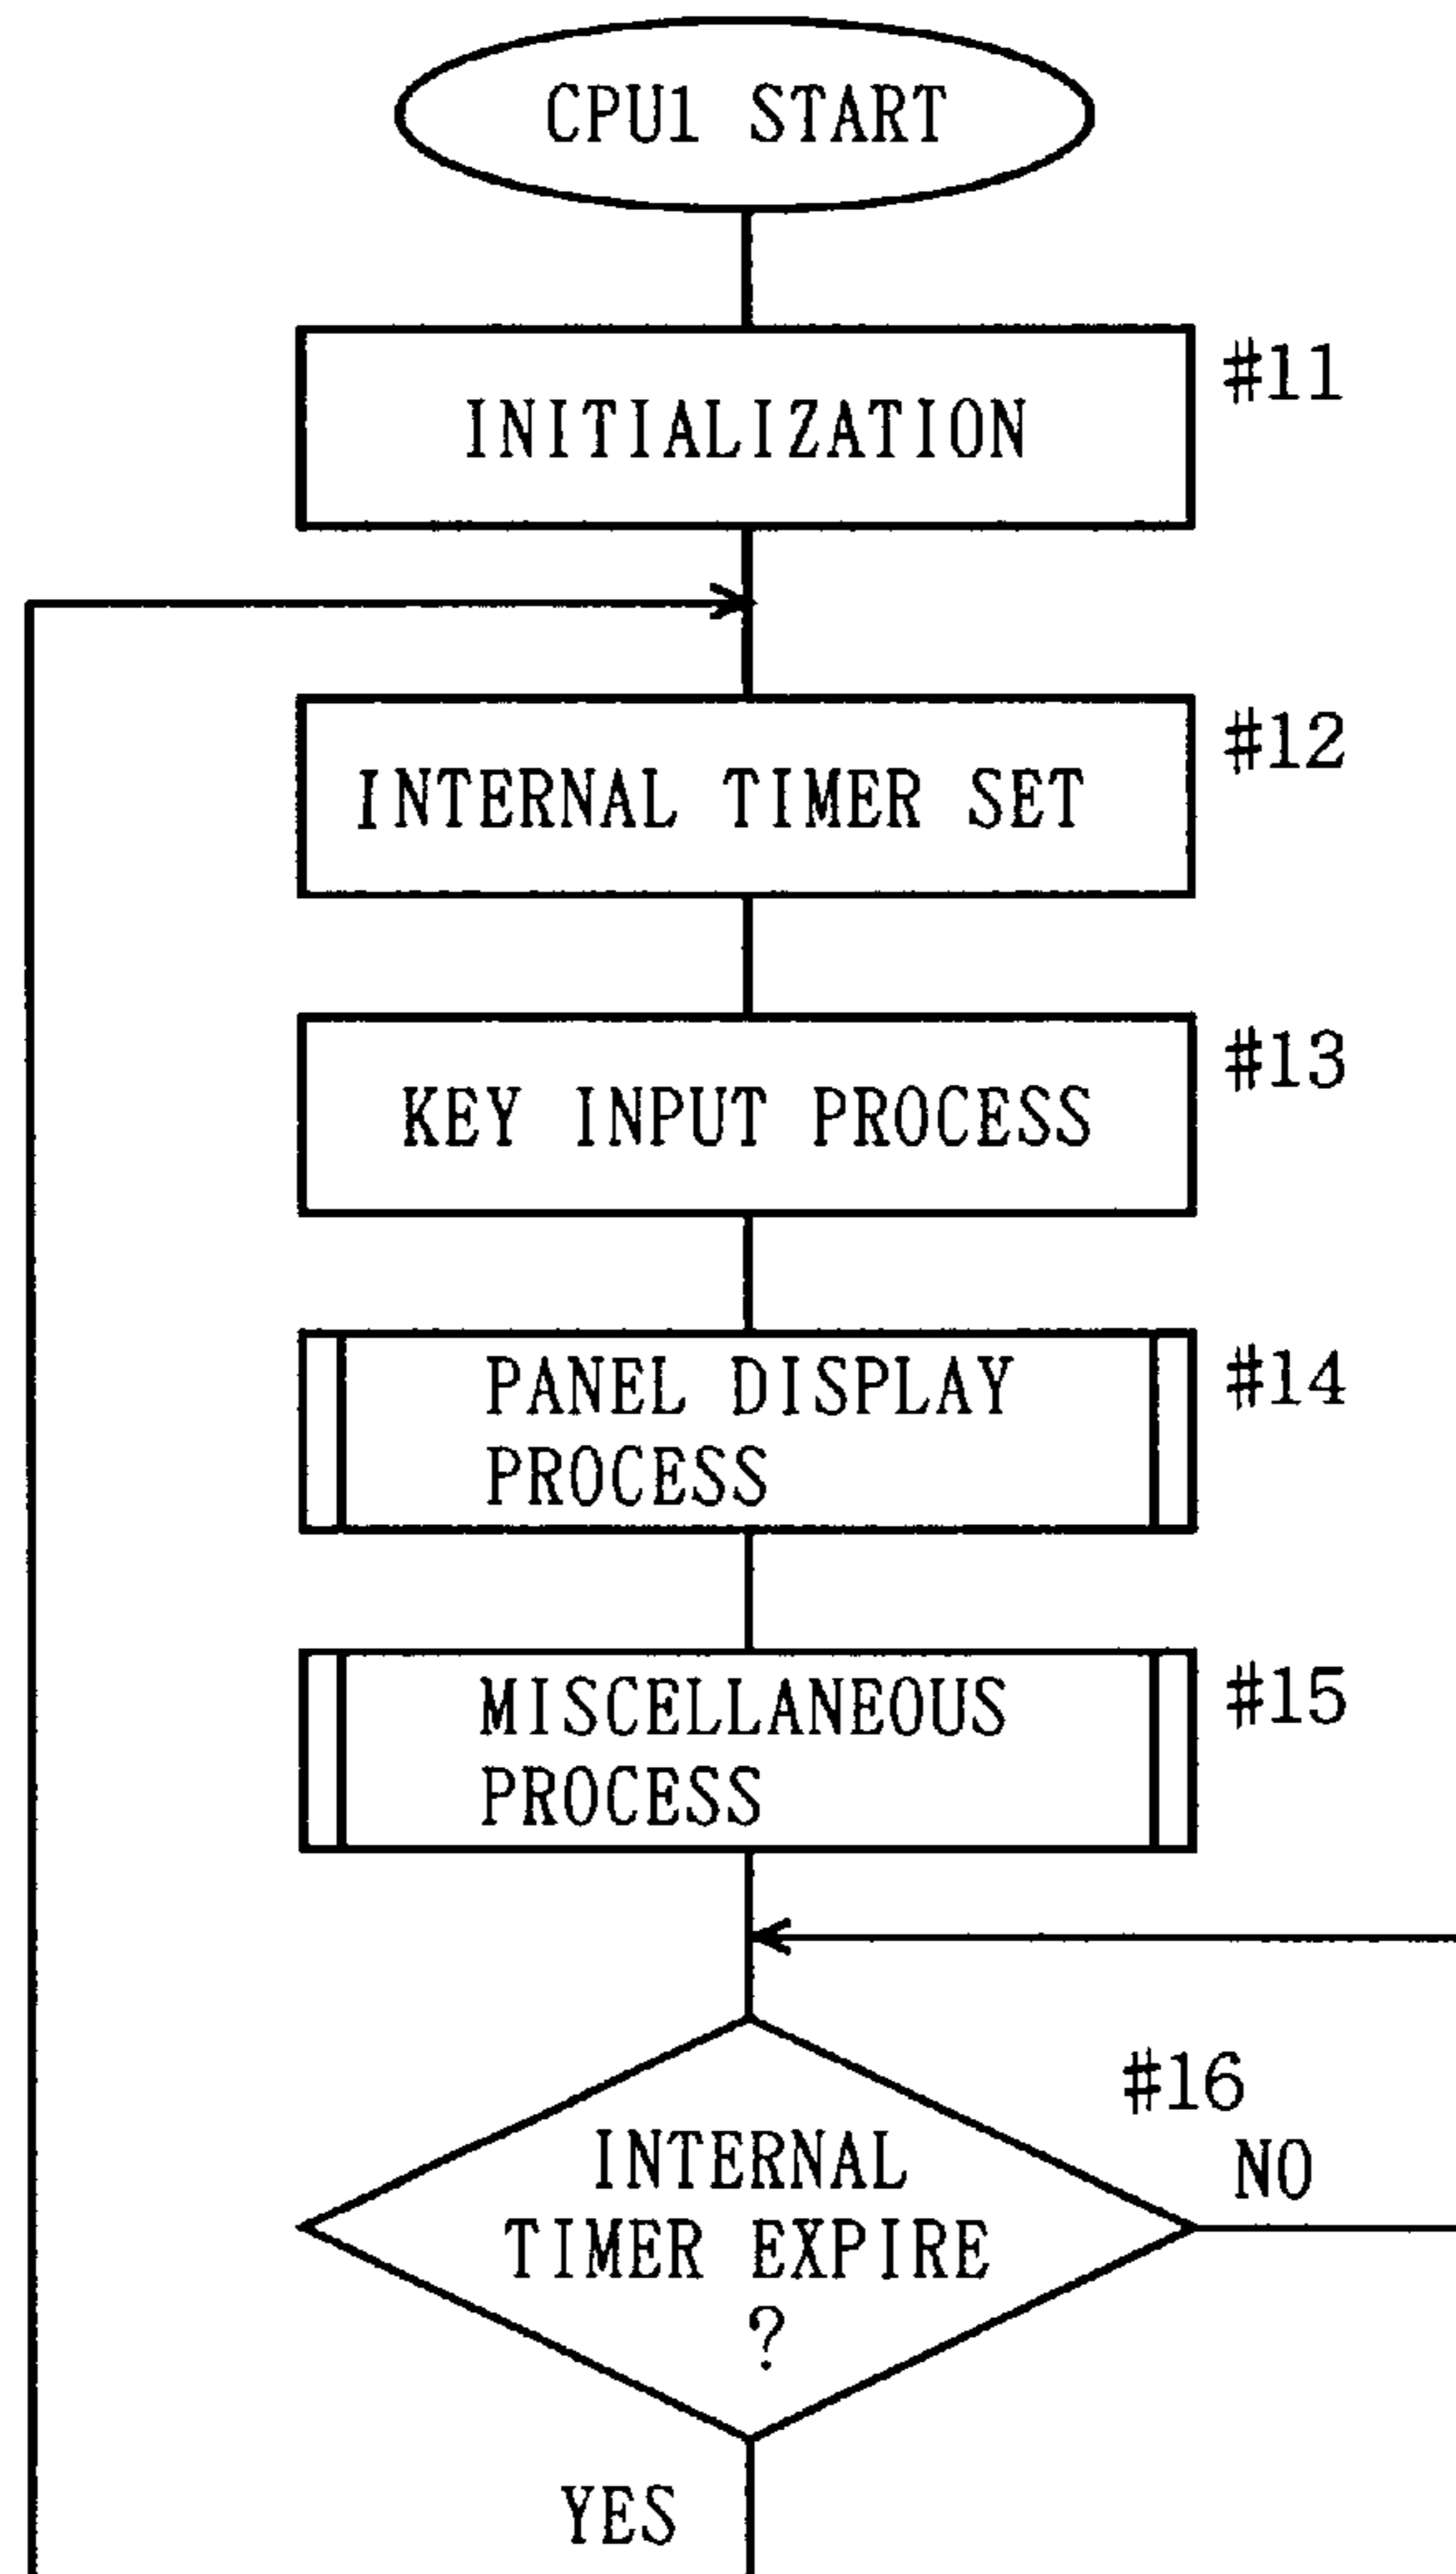 CPU1 START
#11
INITIALIZATION
#12
INTERNAL TIMER SET
#13
KEY INPUT PROCESS
#14
PANEL DISPLAY
PROCESS
#15
MISCELLANEOUS
PROCESS
#16
NO
INTERNAL
TIMER EXPIRE
?
YES